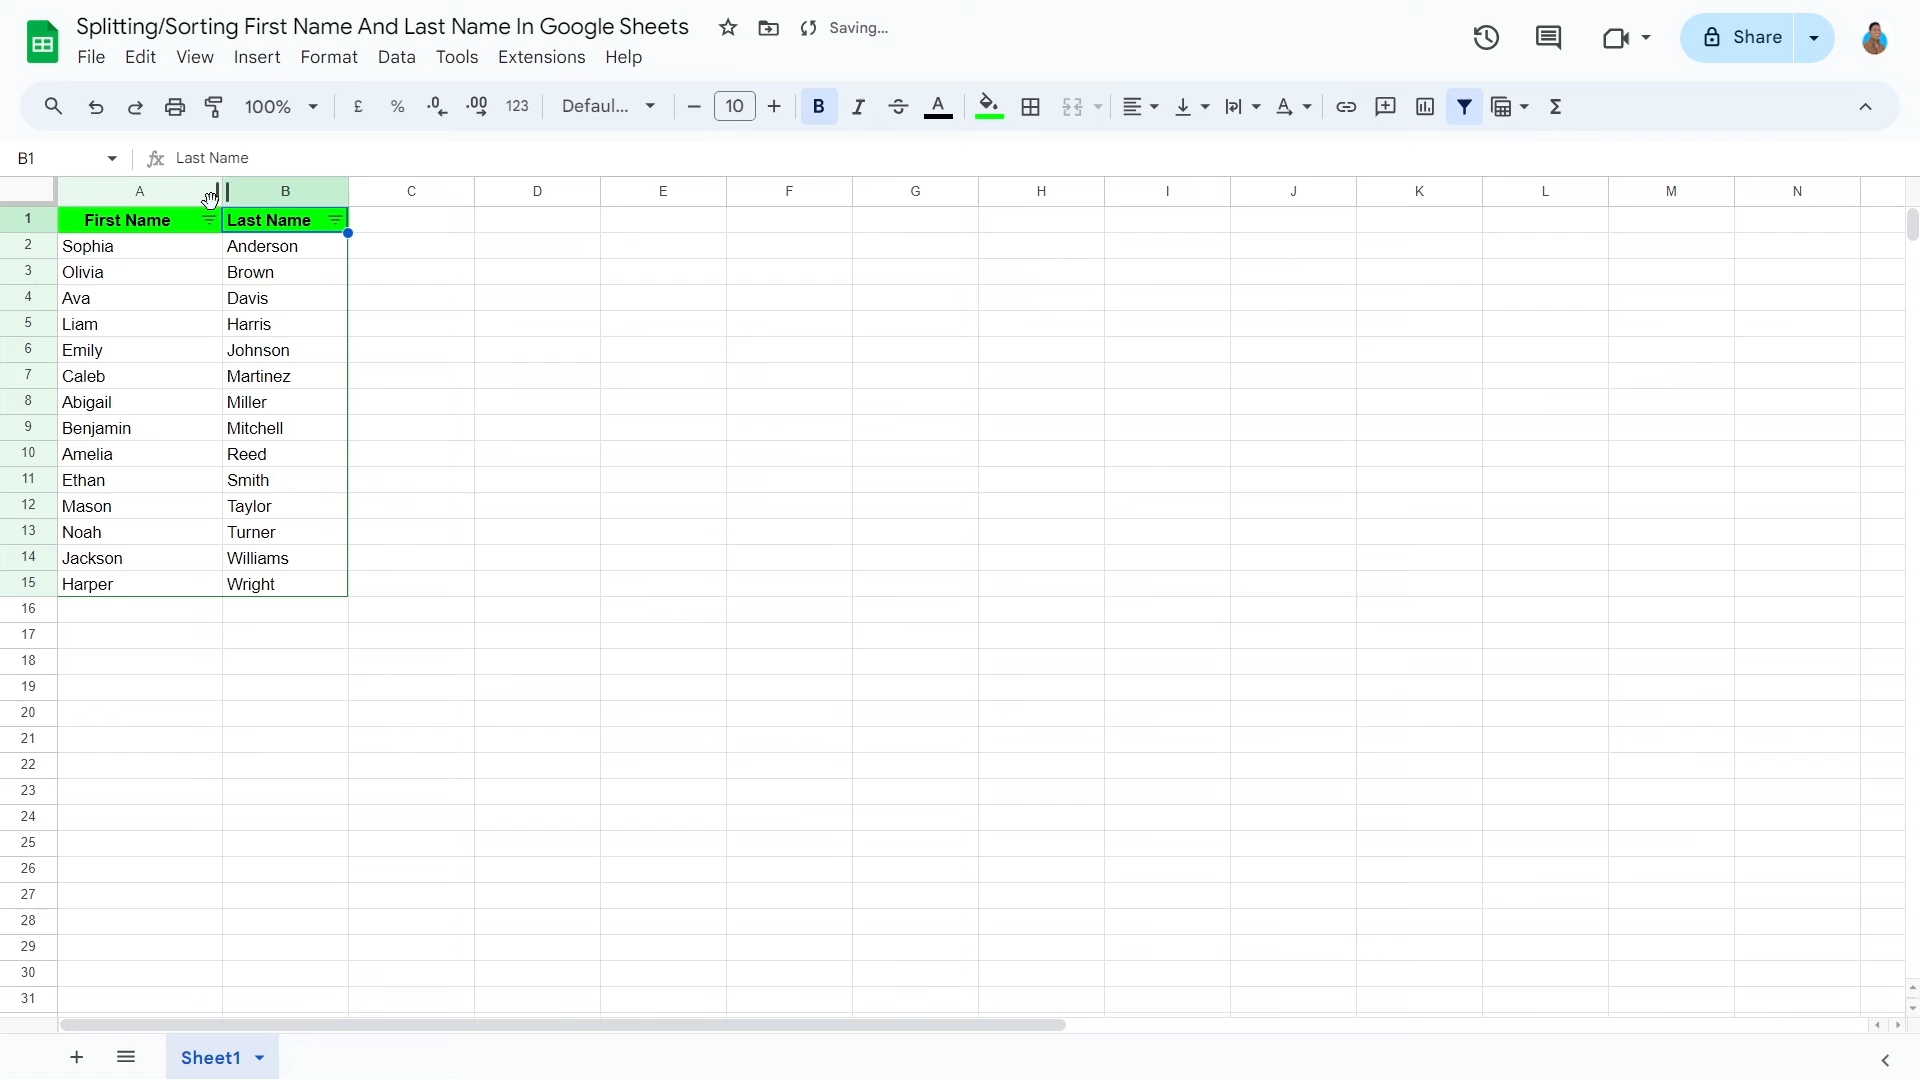 Splitting/Sorting First Name And Last Name In Google Sheets Saving...
File Edit View Insert Format Data Tools Extensions Help
Share
100% £ % .0 .00 123 Defaul... 10 B I S A A Σ
B1 fx Last Name
A B C D E F G H I J K L M N
1 First Name Last Name
2 Sophia Anderson
3 Olivia Brown
4 Ava Davis
5 Liam Harris
6 Emily Johnson
7 Caleb Martinez
8 Abigail Miller
9 Benjamin Mitchell
10 Amelia Reed
11 Ethan Smith
12 Mason Taylor
13 Noah Turner
14 Jackson Williams
15 Harper Wright
16
17
18
19
20
21
22
23
24
25
26
27
28
29
30
31
Sheet1